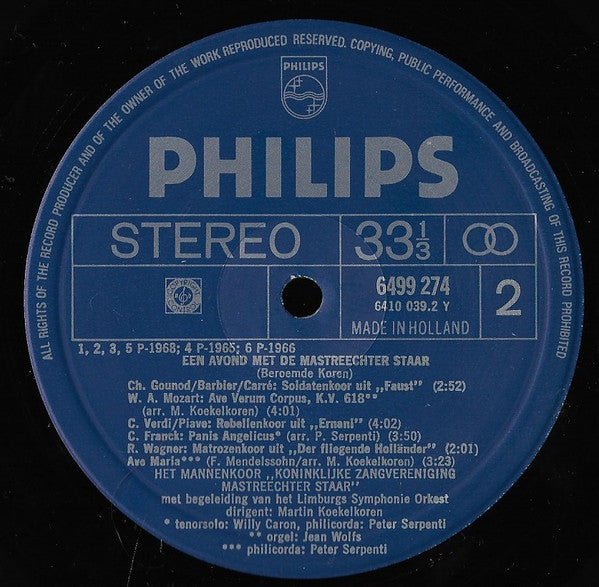 ALL RIGHTS OF THE RECORD PRODUCER AND OF THE OWNER OF THE WORK REPRODUCED RESERVED. COPYING, PUBLIC PERFORMANCE AND BROADCASTING OF THIS RECORD PROHIBITED
PHILIPS
PHILIPS
STEREO
33 1/3
6499 274
6410 039.2 Y
2
MADE IN HOLLAND
1, 2, 3, 5 P-1968; 4 P-1965; 6 P-1966
EEN AVOND MET DE MASTREECHTER STAAR
(Beroemde Koren)
Ch. Gounod/Barbier/Carré: Soldatenkoor uit ,,Faust" (2:52)
W. A. Mozart: Ave Verum Corpus, K.V. 618**
(arr. M. Koekelkoren) (4:01)
C. Verdi/Piave: Rebellenkoor uit ,,Ernani" (4:02)
C. Franck: Panis Angelicus* (arr. P. Serpenti) (3:50)
R. Wagner: Matrozenkoor uit ,,Der fliegende Holländer" (2:01)
Ave Maria*** (F. Mendelssohn/arr. M. Koekelkoren) (3:23)
HET MANNENKOOR ,,KONINKLIJKE ZANGVERENIGING
MASTREECHTER STAAR"
met begeleiding van het Limburgs Symphonie Orkest
dirigent: Martin Koekelkoren
* tenorsolo: Willy Caron, philicorda: Peter Serpenti
** orgel: Jean Wolfs
*** philicorda: Peter Serpenti